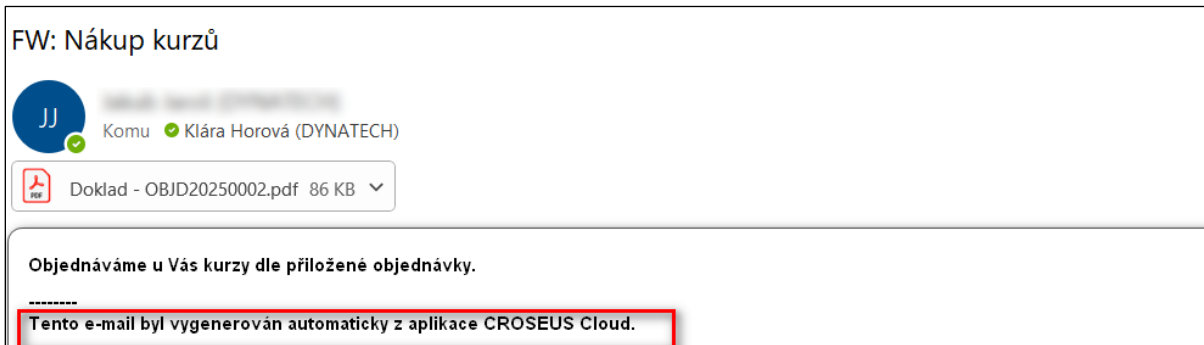 FW: Nákup kurzů
JJ
Komu Klára Horová (DYNATECH)
PDF
Doklad - OBJD20250002.pdf 86 KB
Objednáváme u Vás kurzy dle přiložené objednávky.
--------
Tento e-mail byl vygenerován automaticky z aplikace CROSEUS Cloud.